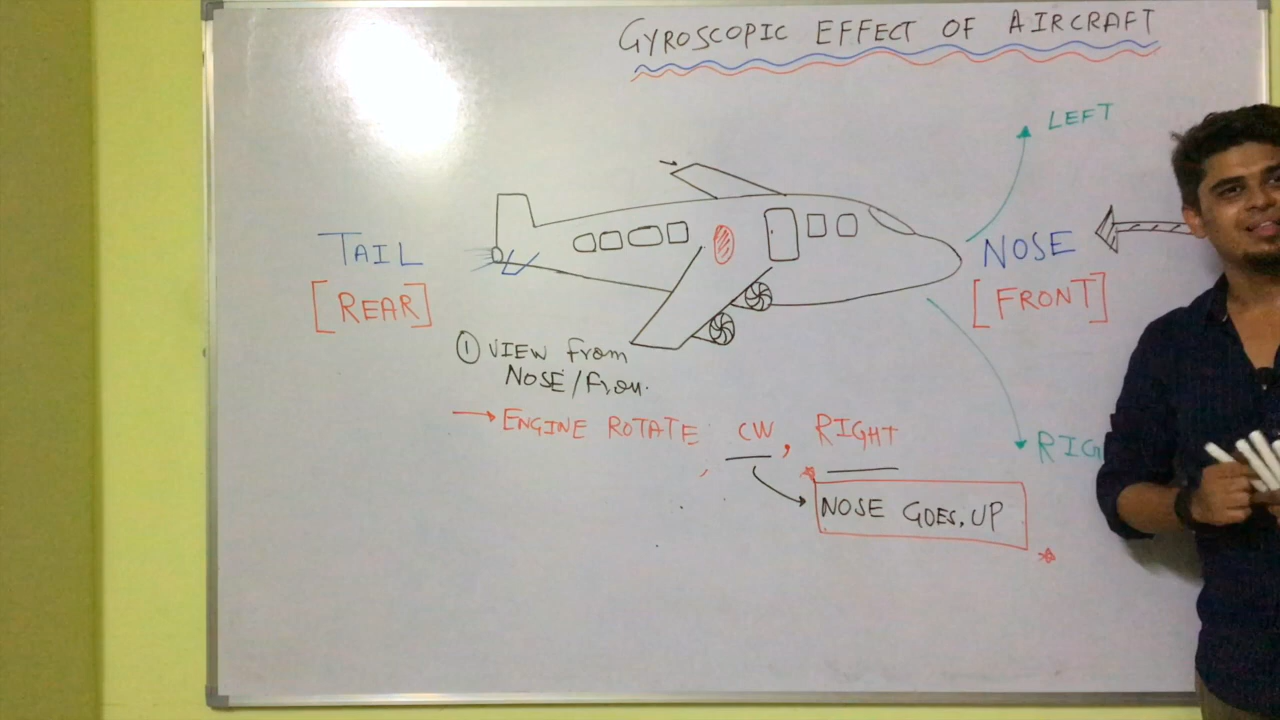 GYROSCOPIC EFFECT OF AIRCRAFT
LEFT
TAIL
[REAR]
NOSE
[FRONT]
① VIEW from
NOSE/Fron.
→ ENGINE ROTATE CW, RIGHT
RIG
NOSE GOES UP